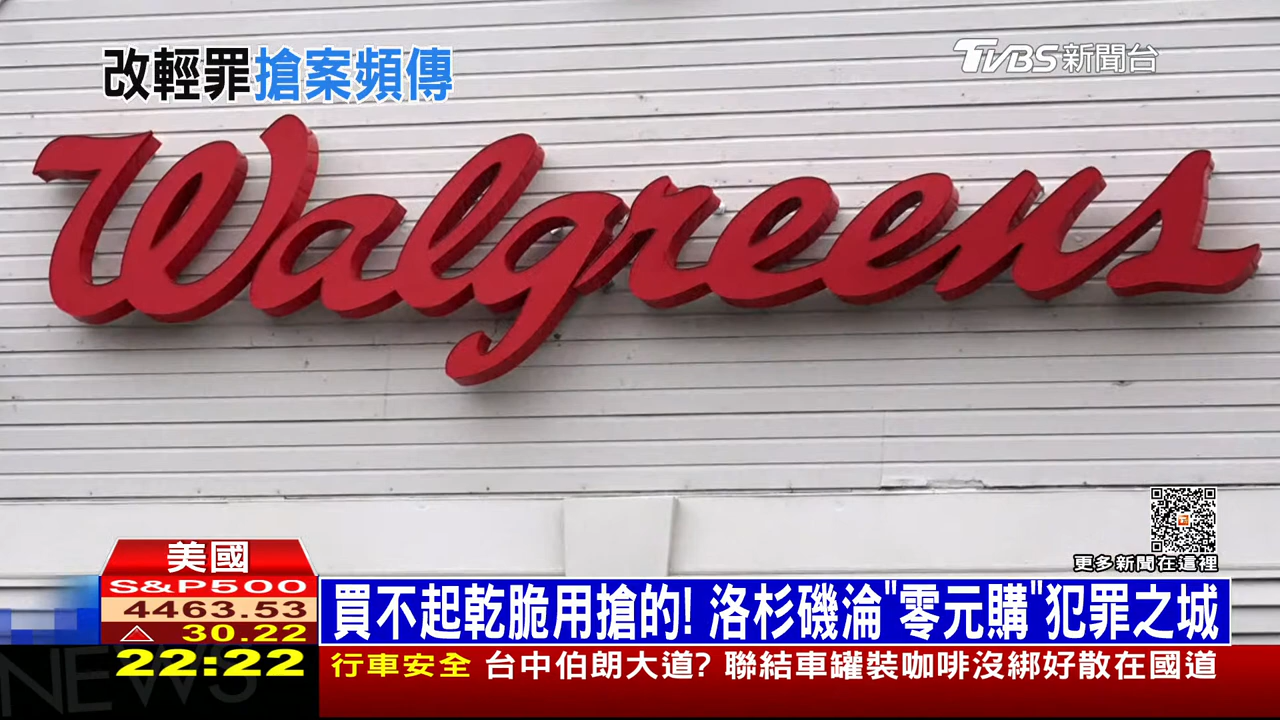 改輕罪搶案頻傳
TVBS新聞台
Walgreens
更多新聞在這裡
美國
S&P500
4463.53
30.22
買不起乾脆用搶的! 洛杉磯淪"零元購"犯罪之城
22:22
NEWS
行車安全 台中伯朗大道? 聯結車罐裝咖啡沒綁好散在國道